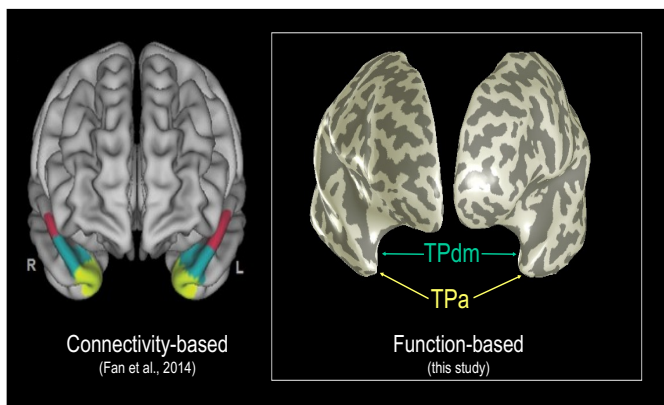 R
L
TPdm
TPa
Connectivity-based
(Fan et al., 2014)
Function-based
(this study)